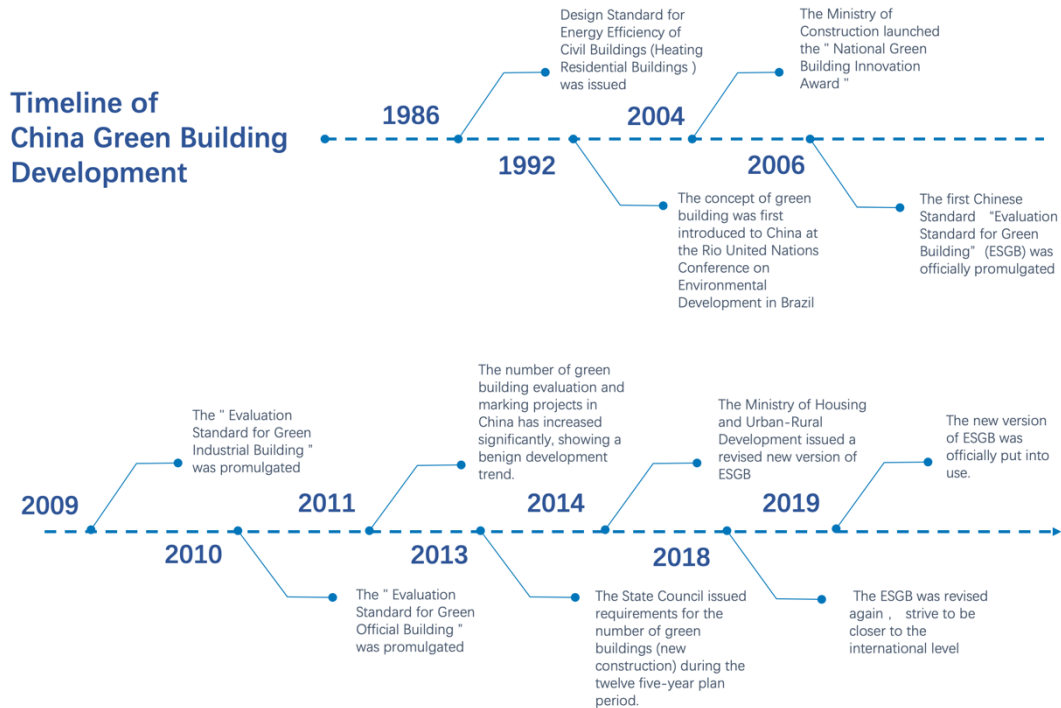 Timeline of
China Green Building
Development
1986
Design Standard for
Energy Efficiency of
Civil Buildings (Heating
Residential Buildings )
was issued
1992
The concept of green
building was first
introduced to China at
the Rio United Nations
Conference on
Environmental
Development in Brazil
2004
The Ministry of
Construction launched
the " National Green
Building Innovation
Award "
2006
The first Chinese
Standard "Evaluation
Standard for Green
Building" (ESGB) was
officially promulgated
2009
The " Evaluation
Standard for Green
Industrial Building "
was promulgated
2010
The " Evaluation
Standard for Green
Official Building "
was promulgated
2011
The number of green
building evaluation and
marking projects in
China has increased
significantly, showing a
benign development
trend.
2013
The State Council issued
requirements for the
number of green
buildings (new
construction) during the
twelve five-year plan
period.
2014
The Ministry of Housing
and Urban-Rural
Development issued a
revised new version of
ESGB
2018
The ESGB was revised
again , strive to be
closer to the
international level
2019
The new version
of ESGB was
officially put into
use.